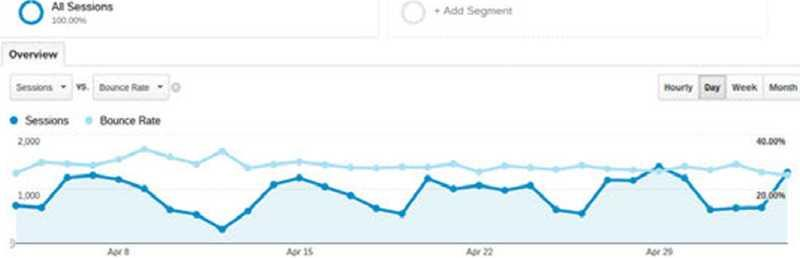 All Sessions
100.00%
+ Add Segment
Overview
Sessions vs. Bounce Rate
Hourly Day Week Month
Sessions Bounce Rate
2,000 40.00%
1,000 20.00%
0
Apr 8 Apr 15 Apr 22 Apr 29